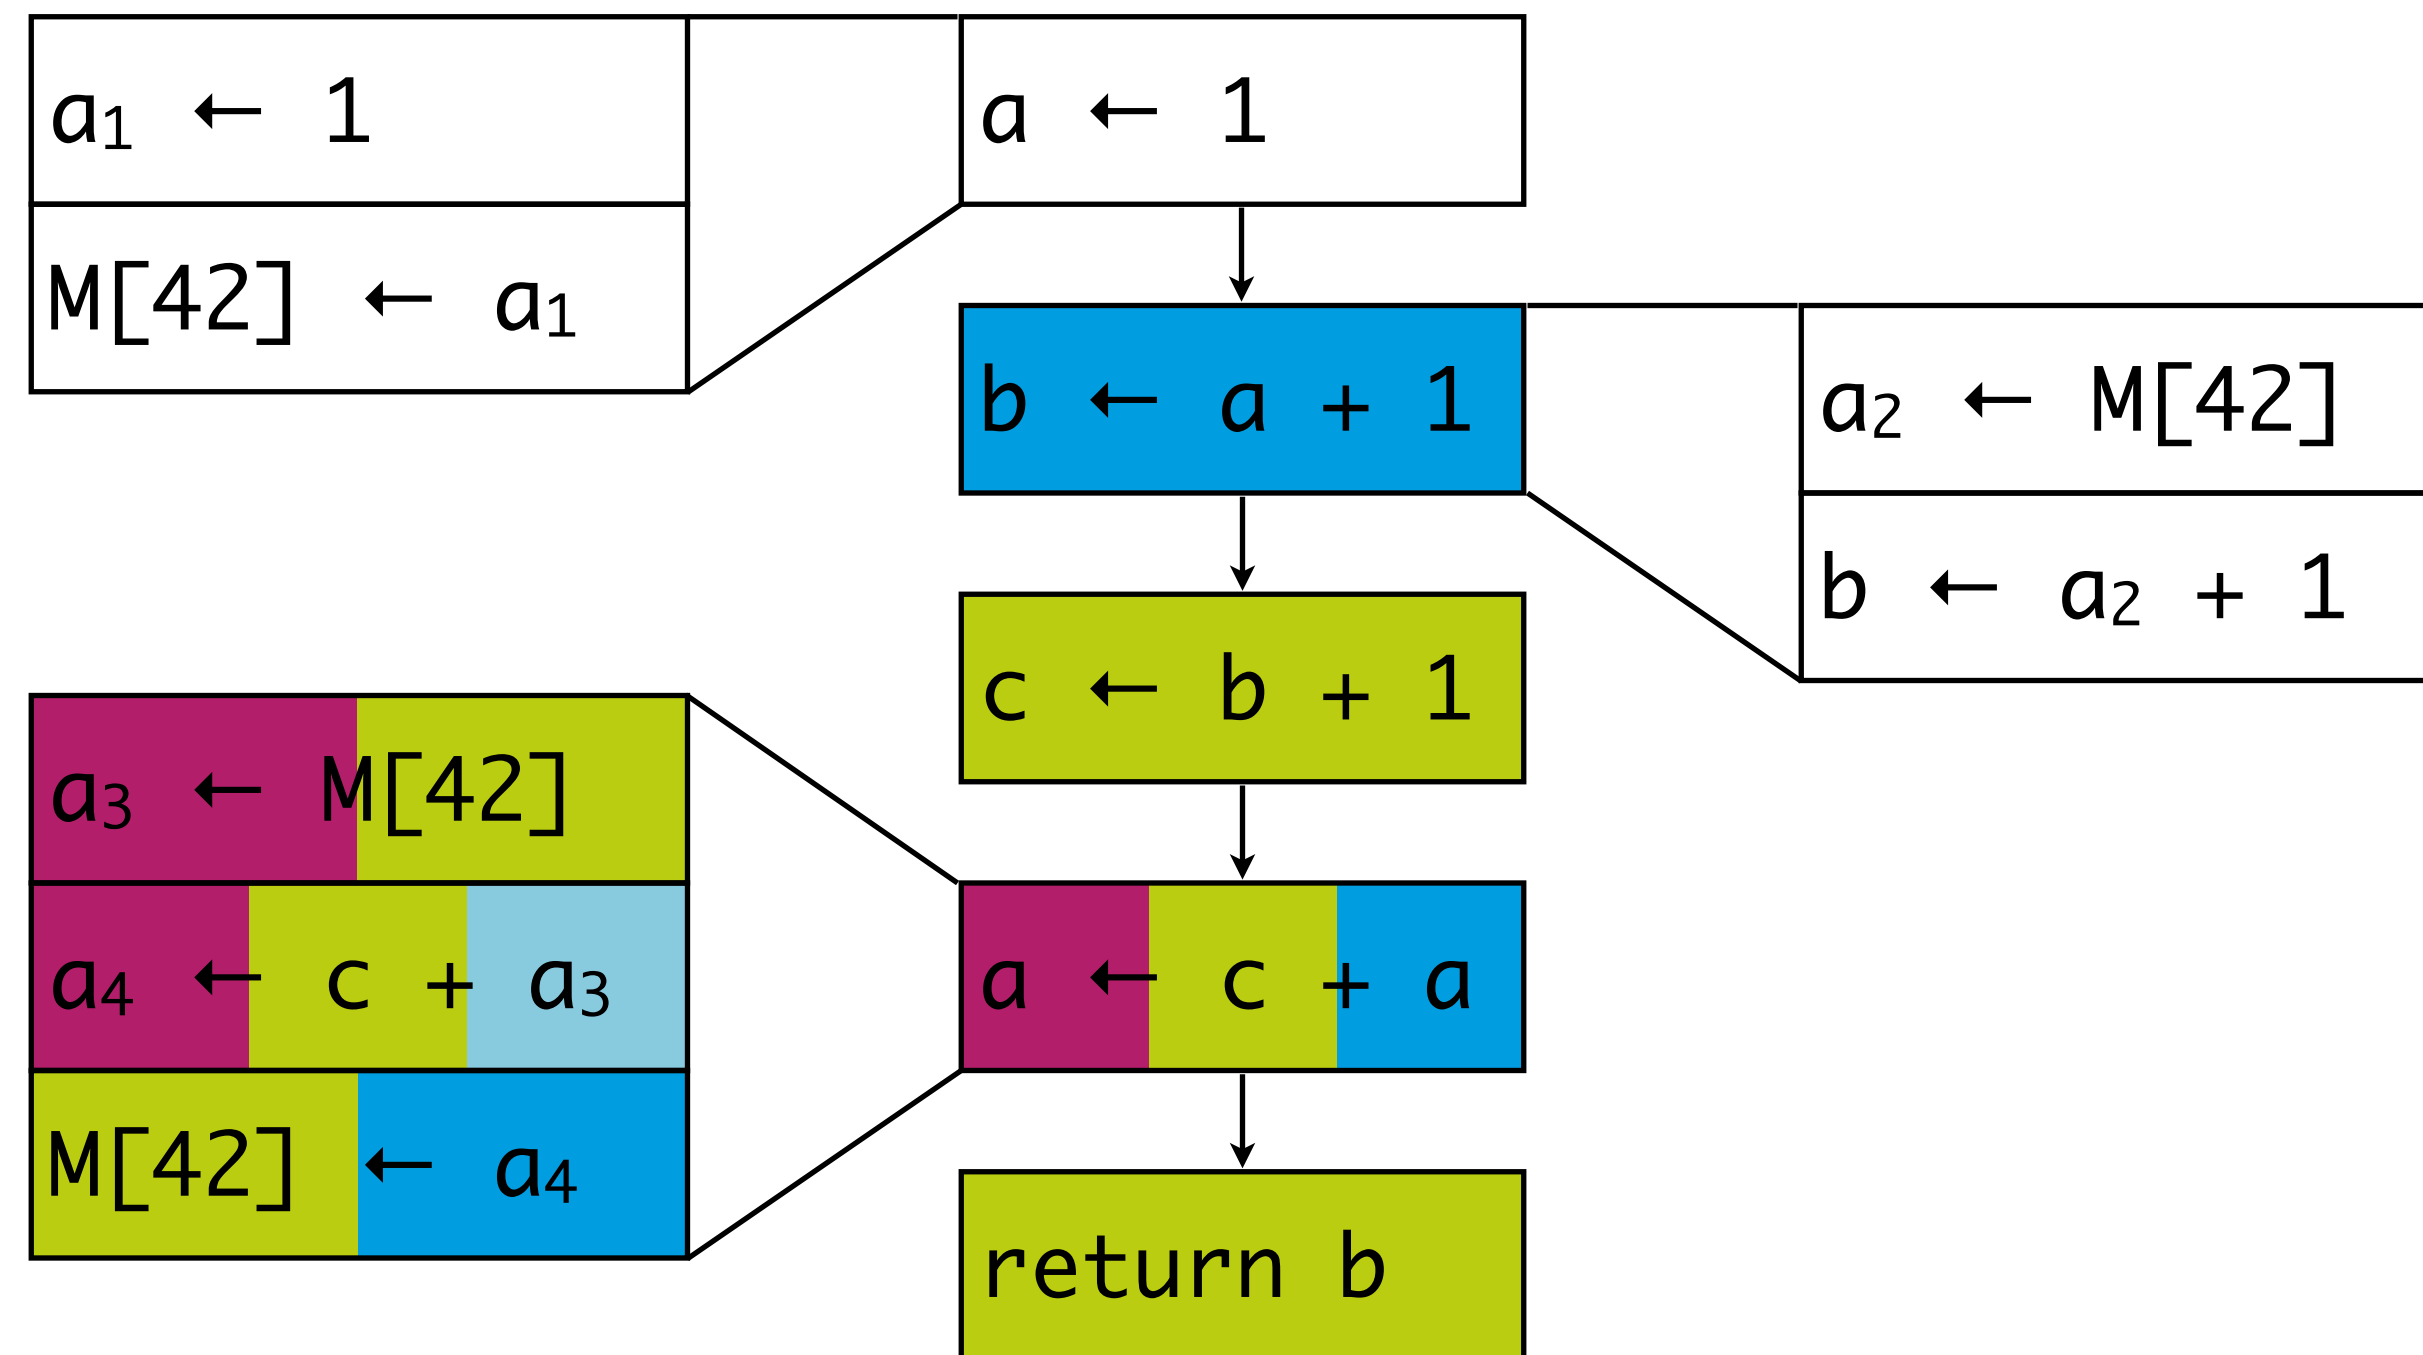 a₁ ← 1
M[42] ← a₁
a ← 1
b ← a + 1
a₂ ← M[42]
b ← a₂ + 1
c ← b + 1
a₃ ← M[42]
a₄ ← c + a₃
M[42] ← a₄
a ← c + a
return b